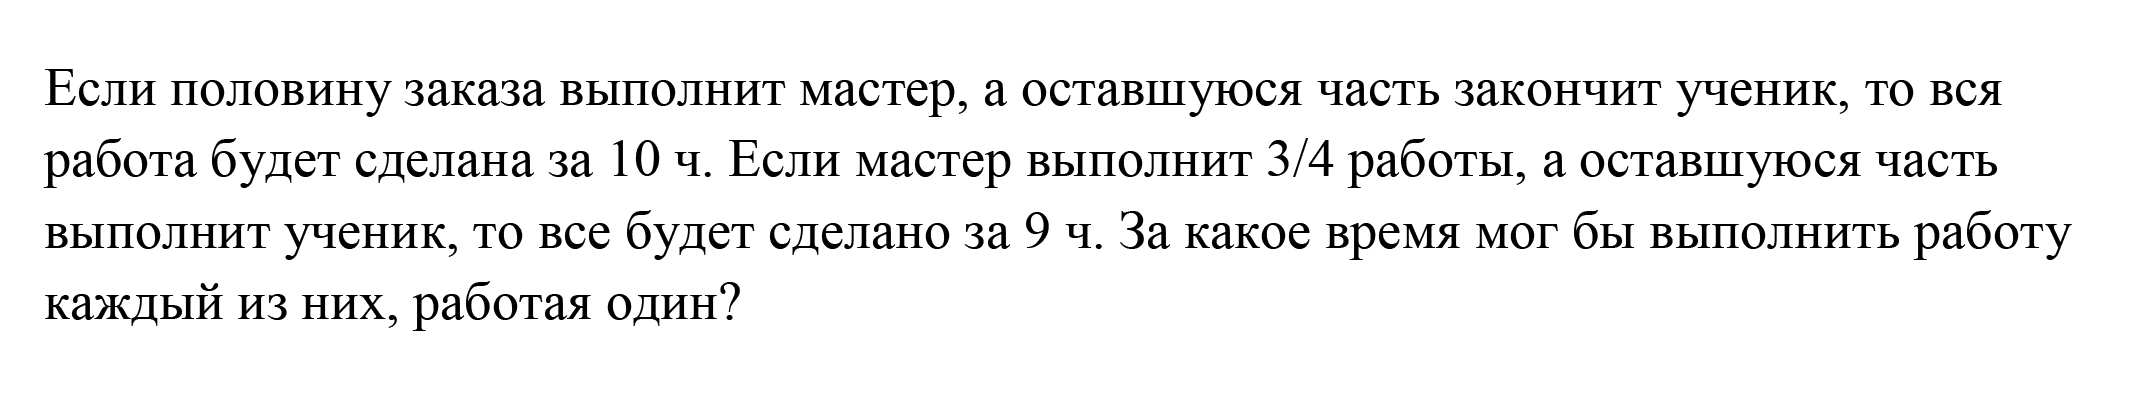 Если половину заказа выполнит мастер, а оставшуюся часть закончит ученик, то вся
работа будет сделана за 10 ч. Если мастер выполнит 3/4 работы, а оставшуюся часть
выполнит ученик, то все будет сделано за 9 ч. За какое время мог бы выполнить работу
каждый из них, работая один?